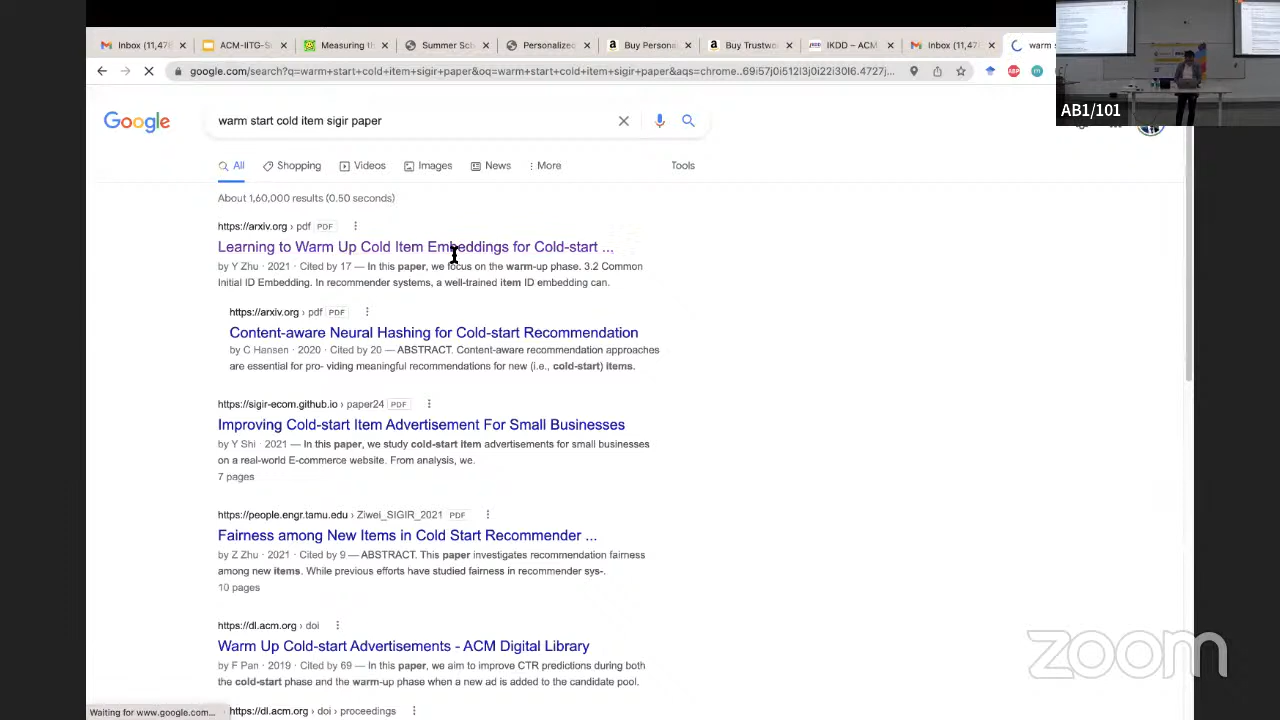 Inbox (11,47
ACM-IITG-S
Measures
Summer Sc
Per
Buy Persona
Buy Trustwo
DOD – ACM
Inbox (11,47
warm s
google.com/search?q=warm+start+cold+item+sigir+paper&oq=warm+start+cold+item+sigir+paper&aqs=chrome..69i57j0i512l3j0i22i30l6.4727j...
ABP
m
AB1/101
Google
warm start cold item sigir paper
All
Shopping
Videos
Images
News
More
Tools
About 1,60,000 results (0.50 seconds)
https://arxiv.org › pdf PDF
Learning to Warm Up Cold Item Embeddings for Cold-start ...
by Y Zhu · 2021 · Cited by 17 — In this paper, we focus on the warm-up phase. 3.2 Common
Initial ID Embedding. In recommender systems, a well-trained item ID embedding can.
https://arxiv.org › pdf PDF
Content-aware Neural Hashing for Cold-start Recommendation
by C Hansen · 2020 · Cited by 20 — ABSTRACT. Content-aware recommendation approaches
are essential for pro- viding meaningful recommendations for new (i.e., cold-start) items.
https://sigir-ecom.github.io › paper24 PDF
Improving Cold-start Item Advertisement For Small Businesses
by Y Shi · 2021 — In this paper, we study cold-start item advertisements for small businesses
on a real-world E-commerce website. From analysis, we.
7 pages
https://people.engr.tamu.edu › Ziwei_SIGIR_2021 PDF
Fairness among New Items in Cold Start Recommender ...
by Z Zhu · 2021 · Cited by 9 — ABSTRACT. This paper investigates recommendation fairness
among new items. While previous efforts have studied fairness in recommender sys-.
10 pages
https://dl.acm.org › doi
Warm Up Cold-start Advertisements - ACM Digital Library
by F Pan · 2019 · Cited by 69 — In this paper, we aim to improve CTR predictions during both
the cold-start phase and the warm-up phase when a new ad is added to the candidate pool.
https://dl.acm.org › doi › proceedings
Waiting for www.google.com...
zoom